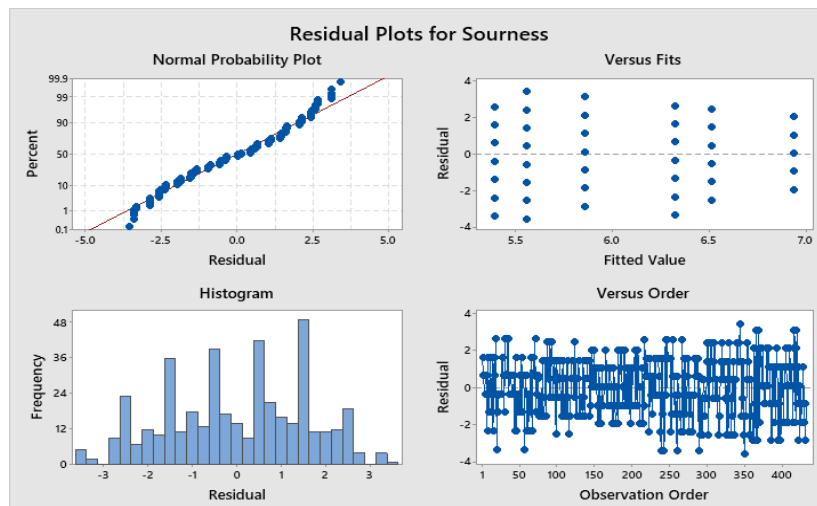 Residual Plots for Sourness
Normal Probability Plot
99.9
99
90
50
10
1
0.1
Percent
-5.0 -2.5 0.0 2.5 5.0
Residual
Versus Fits
4
2
0
-2
-4
Residual
5.5 6.0 6.5 7.0
Fitted Value
Histogram
48
36
24
12
0
Frequency
-3 -2 -1 0 1 2 3
Residual
Versus Order
4
2
0
-2
-4
Residual
1 50 100 150 200 250 300 350 400
Observation Order